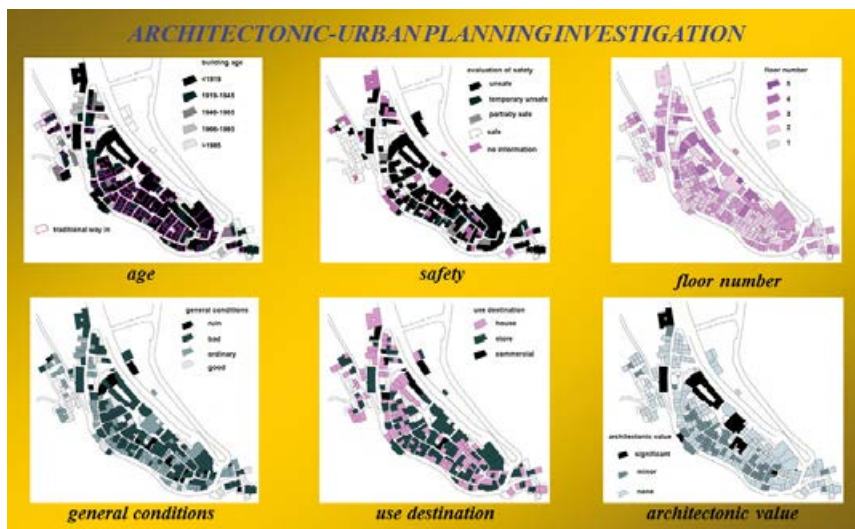 ARCHITECTONIC-URBAN PLANNING INVESTIGATION
building age
<1919
1919-1945
1946-1965
1966-1985
>1985
traditional way in
age
evaluation of safety
unsafe
temporary unsafe
partially safe
safe
no information
safety
floor number
5
4
3
2
1
floor number
general conditions
ruin
bad
ordinary
good
general conditions
use destination
house
store
commercial
use destination
architectonic value
significant
minor
none
architectonic value